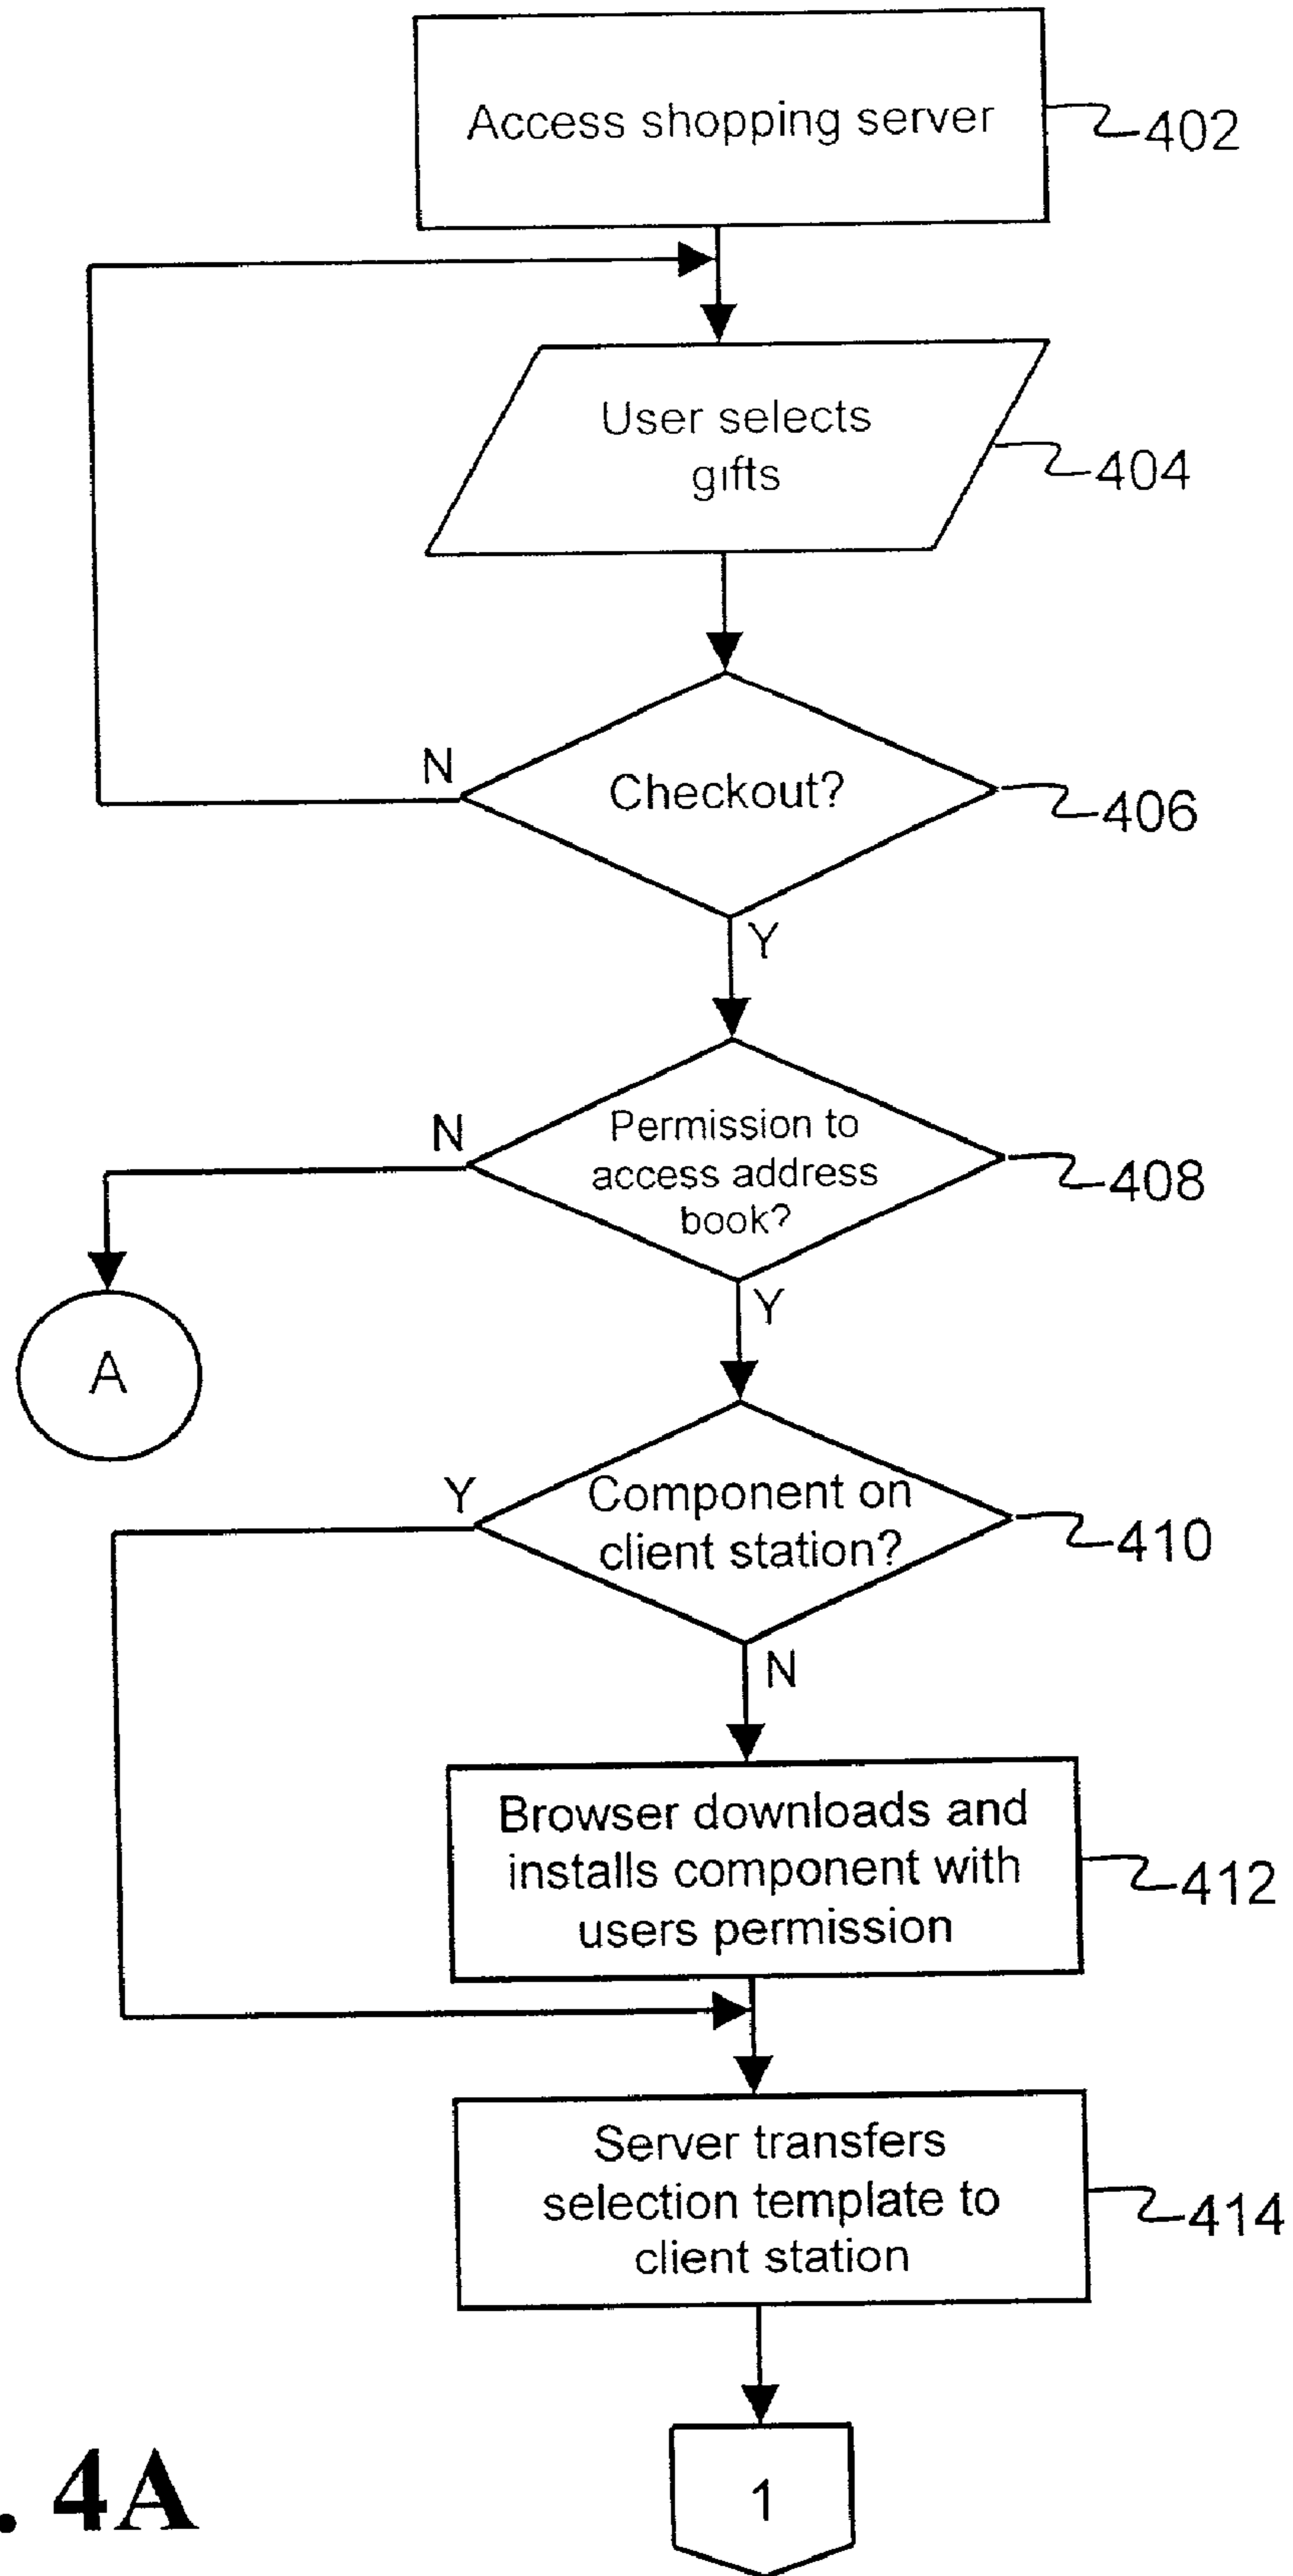 Access shopping server
402
User selects
gifts
404
N
Checkout?
406
Y
N
Permission to
access address
book?
408
Y
A
Y
Component on
client station?
410
N
Browser downloads and
installs component with
users permission
412
Server transfers
selection template to
client station
414
1
. 4A